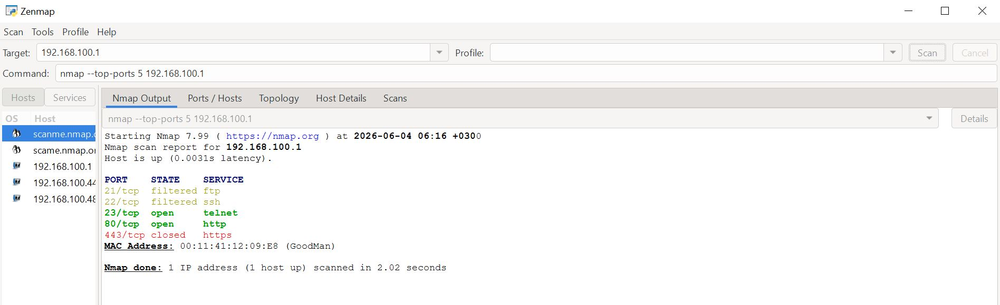 Zenmap
Scan Tools Profile Help
Target: 192.168.100.1 Profile: Scan Cancel
Command: nmap --top-ports 5 192.168.100.1
Hosts Services
Nmap Output Ports / Hosts Topology Host Details Scans
OS Host
scanme.nmap.o
scame.nmap.or
192.168.100.1
192.168.100.44
192.168.100.48
nmap --top-ports 5 192.168.100.1 Details
Starting Nmap 7.99 ( https://nmap.org ) at 2026-06-04 06:16 +0300
Nmap scan report for 192.168.100.1
Host is up (0.0031s latency).
PORT STATE SERVICE
21/tcp filtered ftp
22/tcp filtered ssh
23/tcp open telnet
80/tcp open http
443/tcp closed https
MAC Address: 00:11:41:12:09:E8 (GoodMan)
Nmap done: 1 IP address (1 host up) scanned in 2.02 seconds